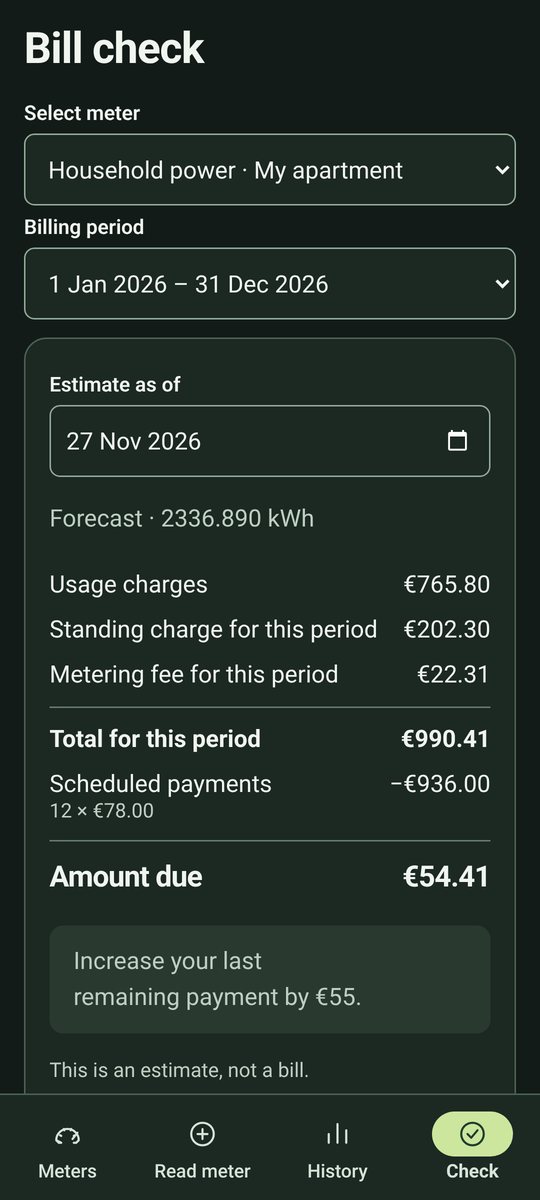 Bill check
Select meter
Household power · My apartment
Billing period
1 Jan 2026 – 31 Dec 2026
Estimate as of
27 Nov 2026
Forecast · 2336.890 kWh
Usage charges €765.80
Standing charge for this period €202.30
Metering fee for this period €22.31
Total for this period €990.41
Scheduled payments −€936.00
12 × €78.00
Amount due €54.41
Increase your last
remaining payment by €55.
This is an estimate, not a bill.
Meters Read meter History Check